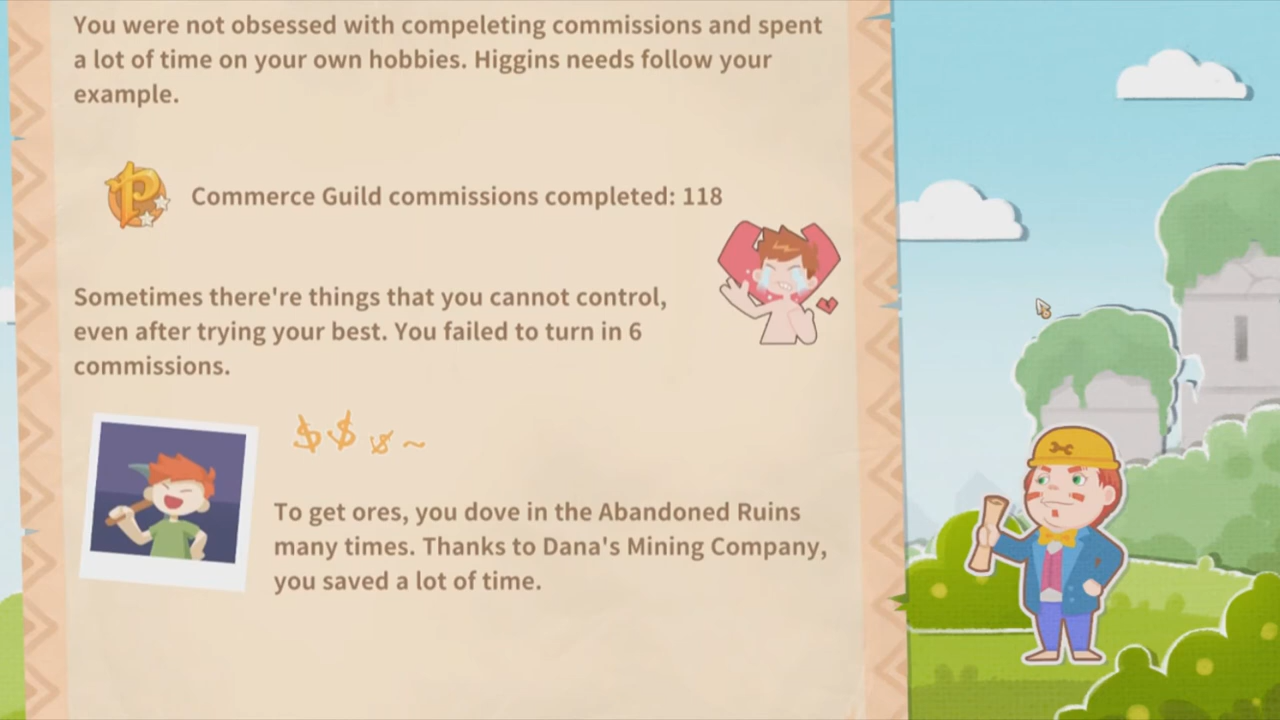 You were not obsessed with compeleting commissions and spent
a lot of time on your own hobbies. Higgins needs follow your
example.
Commerce Guild commissions completed: 118
Sometimes there're things that you cannot control,
even after trying your best. You failed to turn in 6
commissions.
$ $ $ ~
To get ores, you dove in the Abandoned Ruins
many times. Thanks to Dana's Mining Company,
you saved a lot of time.